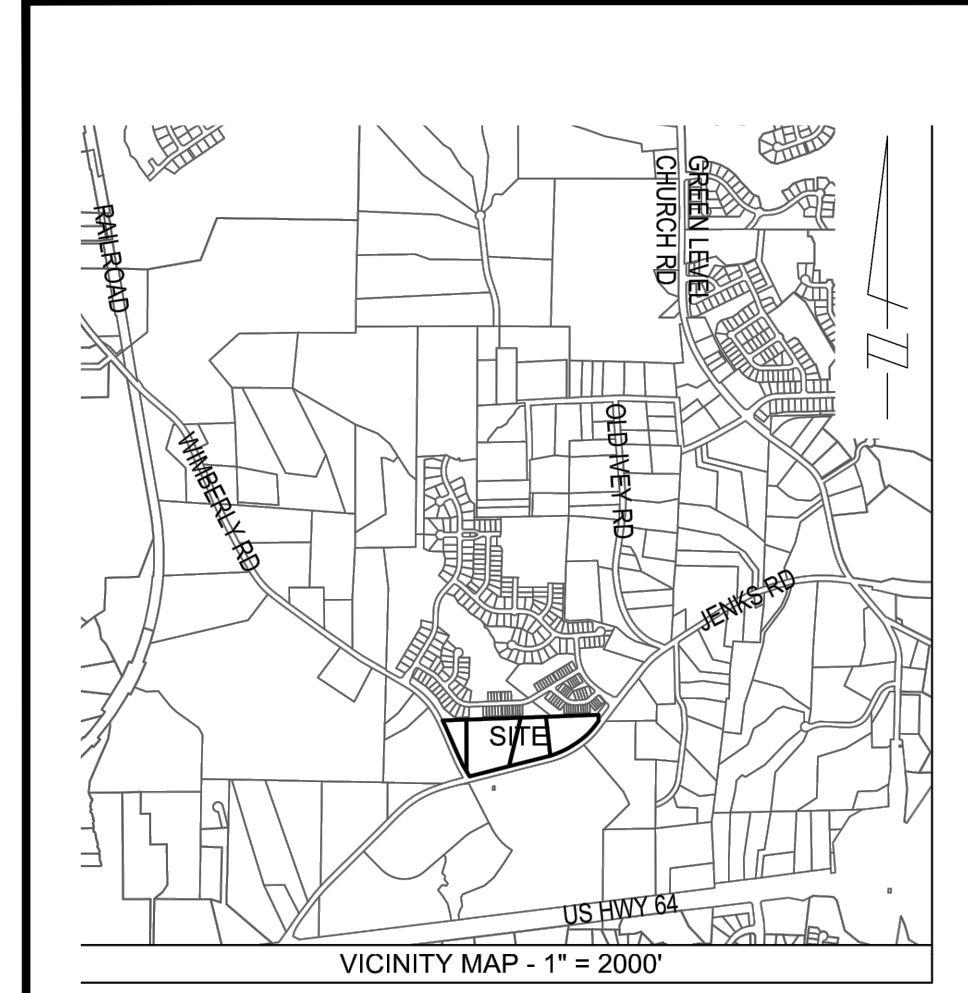 RAILROAD
GREEN LEVEL
CHURCH RD
OLD IVEY RD
WIMBERLY RD
JENKS RD
SITE
US HWY 64
VICINITY MAP - 1" = 2000'